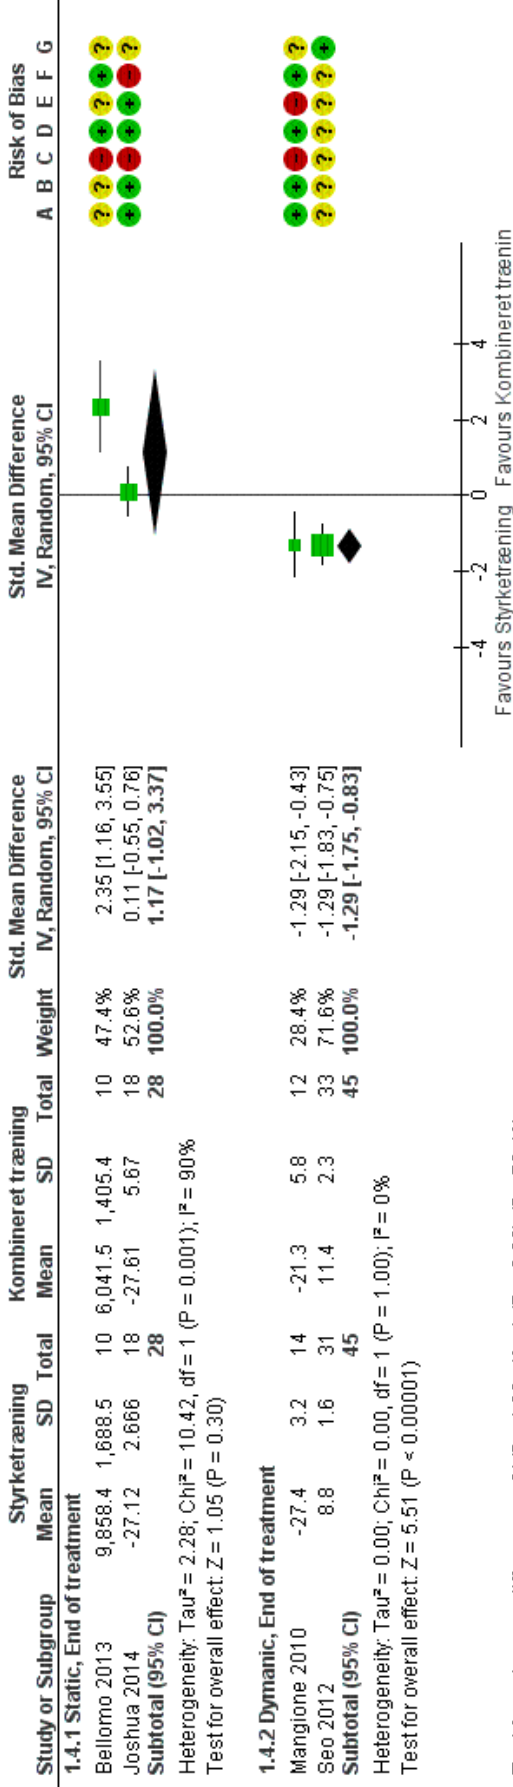 Styrketræning Kombineret træning Std. Mean Difference Std. Mean Difference Risk of Bias
Study or Subgroup Mean SD Total Mean SD Total Weight IV, Random, 95% CI IV, Random, 95% CI A B C D E F G
1.4.1 Static, End of treatment
Bellomo 2013 9,858.4 1,688.5 10 6,041.5 1,405.4 10 47.4% 2.35 [1.16, 3.55] ? ? - + ? + ?
Joshua 2014 -27.12 2.666 18 -27.61 5.67 18 52.6% 0.11 [-0.55, 0.76] + + - + + - ?
Subtotal (95% CI) 28 28 100.0% 1.17 [-1.02, 3.37]
Heterogeneity: Tau² = 2.28; Chi² = 10.42, df = 1 (P = 0.001); I² = 90%
Test for overall effect: Z = 1.05 (P = 0.30)
1.4.2 Dymanic, End of treatment
Mangione 2010 -27.4 3.2 14 -21.3 5.8 12 28.4% -1.29 [-2.15, -0.43] + + - + - + ?
Seo 2012 8.8 1.6 31 11.4 2.3 33 71.6% -1.29 [-1.83, -0.75] ? ? ? ? ? ? +
Subtotal (95% CI) 45 45 100.0% -1.29 [-1.75, -0.83]
Heterogeneity: Tau² = 0.00; Chi² = 0.00, df = 1 (P = 1.00); I² = 0%
Test for overall effect: Z = 5.51 (P < 0.00001)
-4 -2 0 2 4
Favours Styrketræning Favours Kombineret trænin